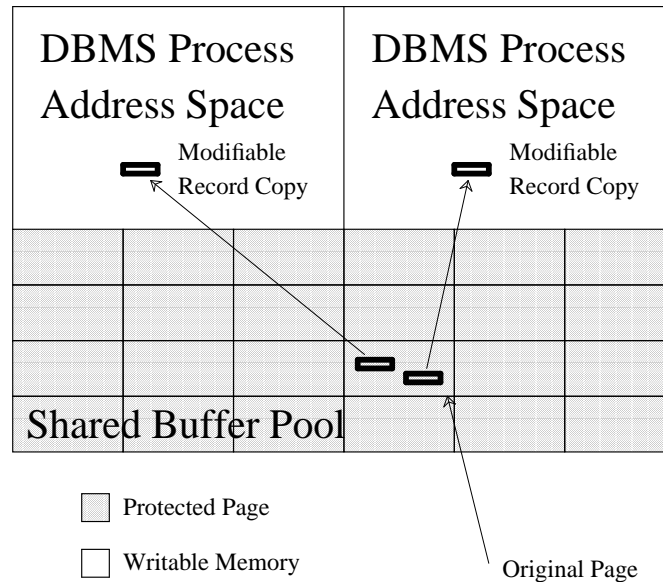 DBMS Process
Address Space
Modifiable
Record Copy
DBMS Process
Address Space
Modifiable
Record Copy
Shared Buffer Pool
Protected Page
Writable Memory
Original Page